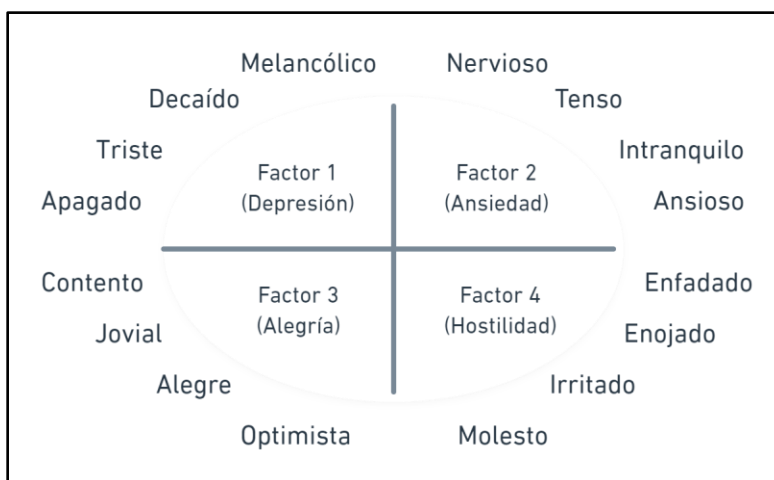 Melancólico
Nervioso
Decaído
Tenso
Triste
Intranquilo
Apagado
Ansioso
Factor 1
(Depresión)
Factor 2
(Ansiedad)
Contento
Enfadado
Jovial
Enojado
Alegre
Irritado
Optimista
Molesto
Factor 3
(Alegría)
Factor 4
(Hostilidad)